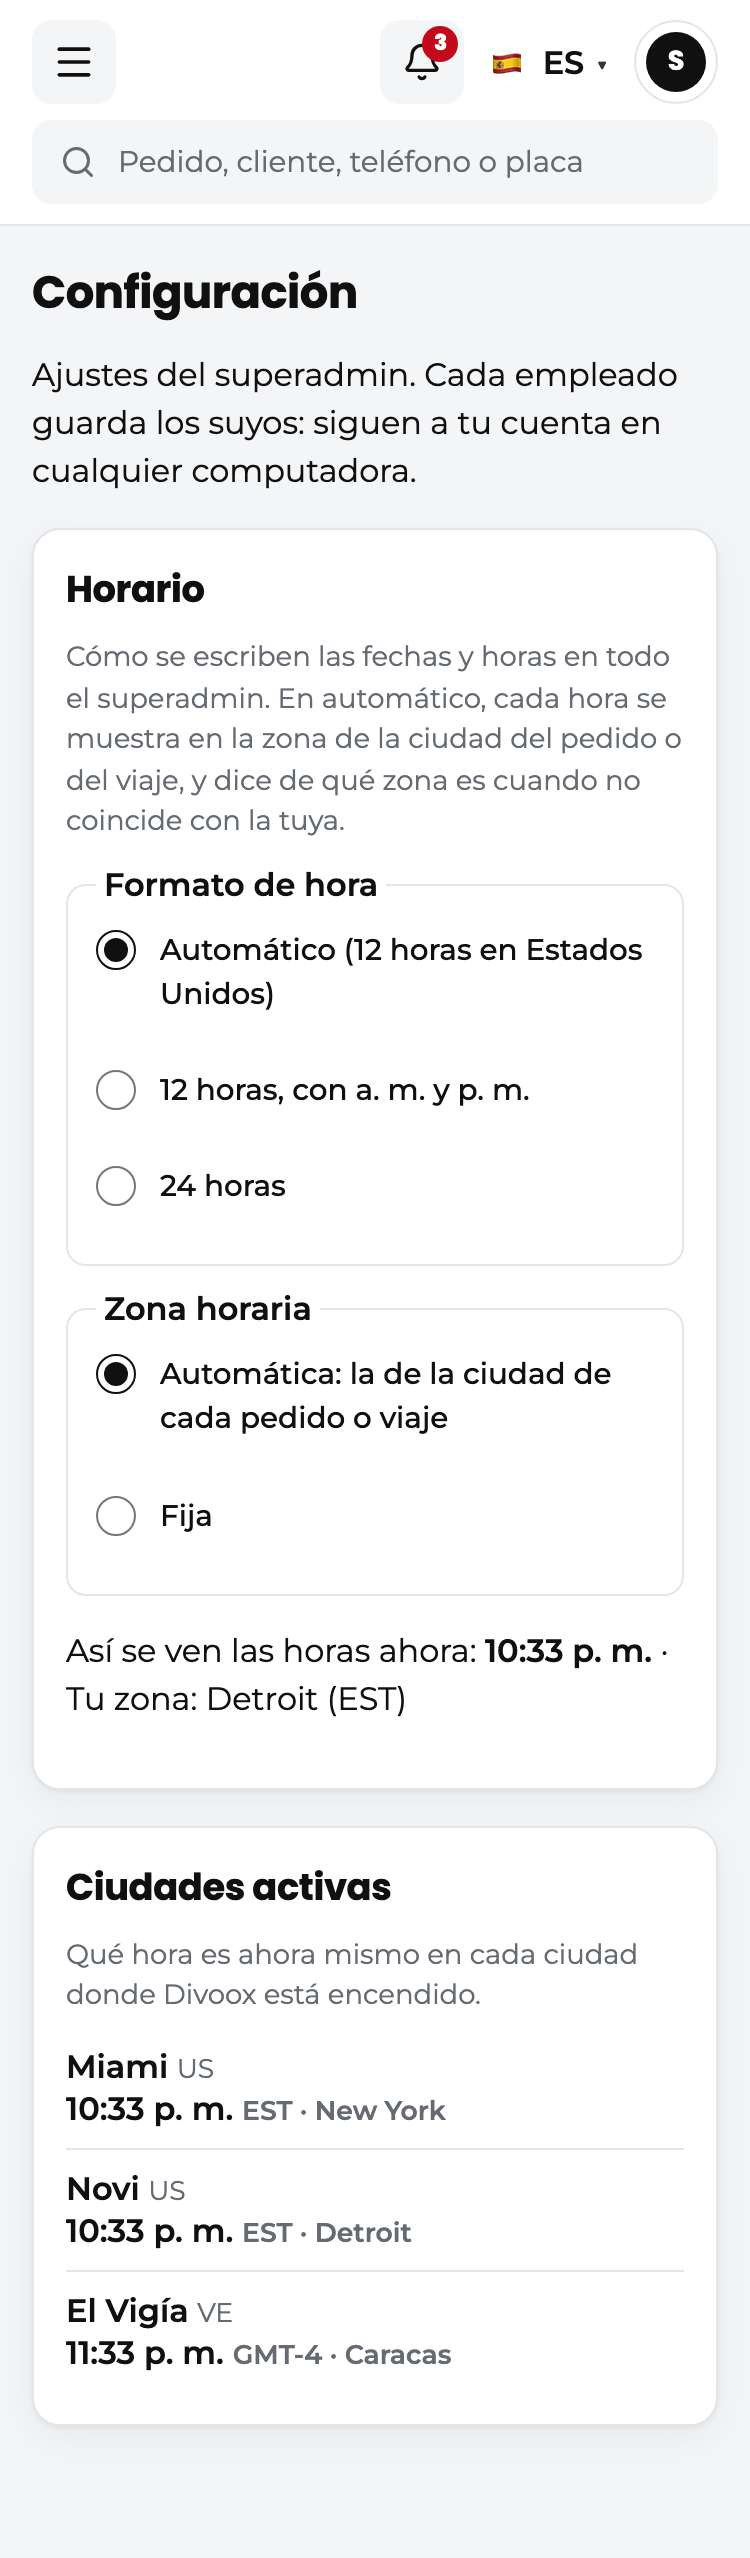 3
ES
S
Pedido, cliente, teléfono o placa
Configuración
Ajustes del superadmin. Cada empleado
guarda los suyos: siguen a tu cuenta en
cualquier computadora.
Horario
Cómo se escriben las fechas y horas en todo
el superadmin. En automático, cada hora se
muestra en la zona de la ciudad del pedido o
del viaje, y dice de qué zona es cuando no
coincide con la tuya.
Formato de hora
Automático (12 horas en Estados
Unidos)
12 horas, con a. m. y p. m.
24 horas
Zona horaria
Automática: la de la ciudad de
cada pedido o viaje
Fija
Así se ven las horas ahora: 10:33 p. m. ·
Tu zona: Detroit (EST)
Ciudades activas
Qué hora es ahora mismo en cada ciudad
donde Divoox está encendido.
Miami US
10:33 p. m. EST · New York
Novi US
10:33 p. m. EST · Detroit
El Vigía VE
11:33 p. m. GMT-4 · Caracas